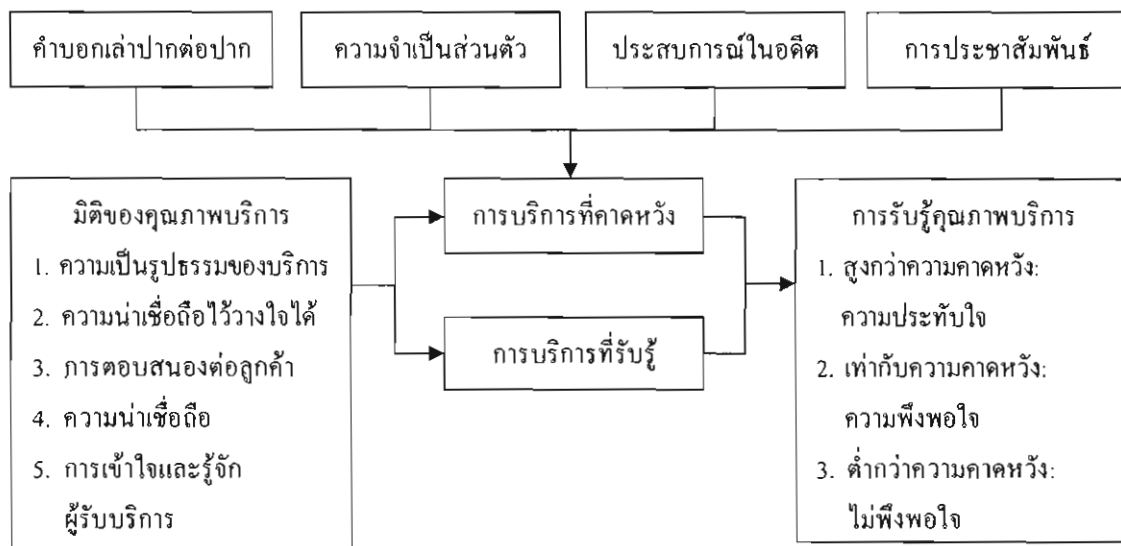 คำบอกเล่าปากต่อปาก
ความจำเป็นส่วนตัว
ประสบการณ์ในอดีต
การประชาสัมพันธ์
มิติของคุณภาพบริการ
1. ความเป็นรูปธรรมของบริการ
2. ความน่าเชื่อถือไว้วางใจได้
3. การตอบสนองต่อลูกค้า
4. ความน่าเชื่อถือ
5. การเข้าใจและรู้จัก
ผู้รับบริการ
การบริการที่คาดหวัง
การบริการที่รับรู้
การรับรู้คุณภาพบริการ
1. สูงกว่าความคาดหวัง:
ความประทับใจ
2. เท่ากับความคาดหวัง:
ความพึงพอใจ
3. ต่ำกว่าความคาดหวัง:
ไม่พึงพอใจ